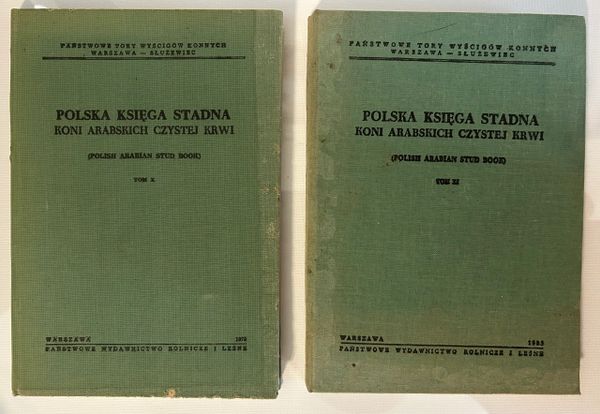 PAŃSTWOWE TORY WYŚCIGÓW KONNYCH
WARSZAWA — SŁUŻEWIEC
POLSKA KSIĘGA STADNA
KONI ARABSKICH CZYSTEJ KRWI
(POLISH ARABIAN STUD BOOK)
TOM X
WARSZAWA
PAŃSTWOWE WYDAWNICTWO ROLNICZE I LEŚNE
PAŃSTWOWE TORY WYŚCIGÓW KONNYCH
WARSZAWA — SŁUŻEWIEC
POLSKA KSIĘGA STADNA
KONI ARABSKICH CZYSTEJ KRWI
(POLISH ARABIAN STUD BOOK)
TOM XI
WARSZAWA 1983
PAŃSTWOWE WYDAWNICTWO ROLNICZE I LEŚNE